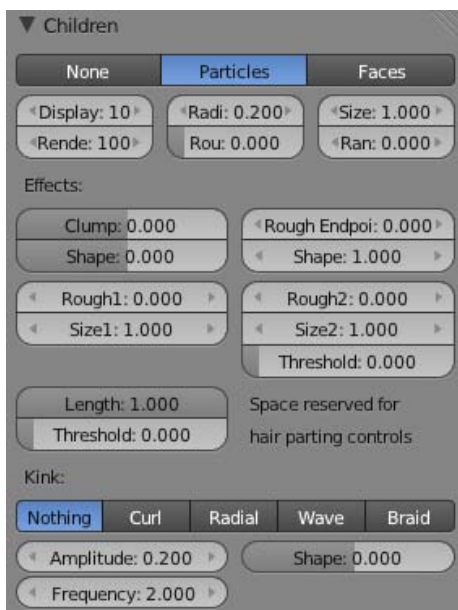 Children
None Particles Faces
Display: 10 Radi: 0.200 Size: 1.000
Rende: 100 Rou: 0.000 Ran: 0.000
Effects:
Clump: 0.000 Rough Endpoi: 0.000
Shape: 0.000 Shape: 1.000
Rough1: 0.000 Rough2: 0.000
Size1: 1.000 Size2: 1.000
Threshold: 0.000
Length: 1.000 Space reserved for
Threshold: 0.000 hair parting controls
Kink:
Nothing Curl Radial Wave Braid
Amplitude: 0.200 Shape: 0.000
Frequency: 2.000